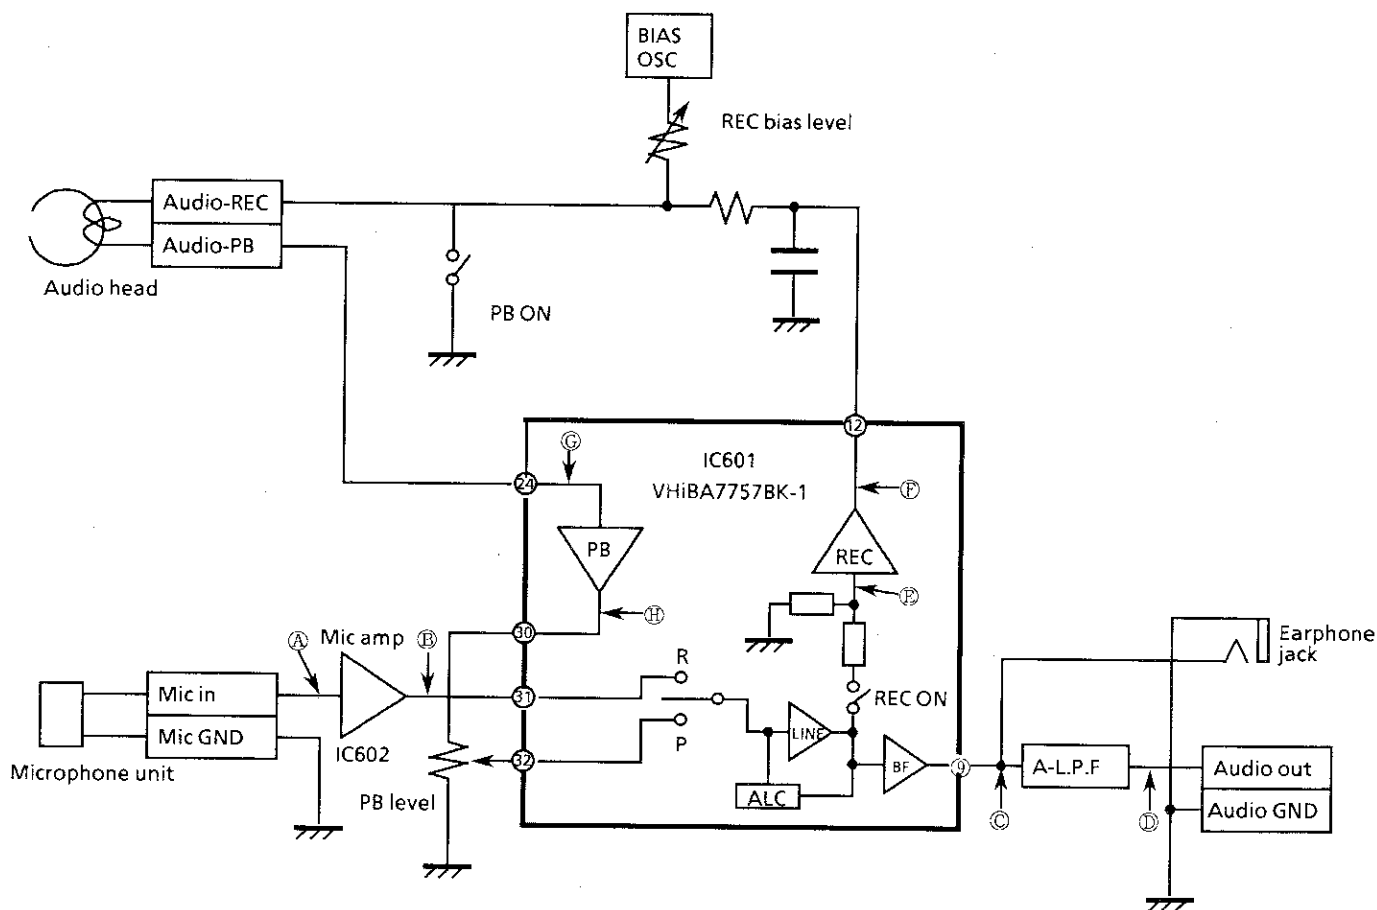 BIAS
OSC
REC bias level
Audio-REC
Audio-PB
Audio head
PB ON
12
IC601
VHiBA7757BK-1
Ⓖ
24
Ⓕ
PB
REC
Ⓔ
Ⓗ
30
Ⓐ
Mic amp
Ⓑ
R
Earphone
jack
Mic in
31
REC ON
Mic GND
IC602
P
LINE
Microphone unit
32
BF
9
A-L.P.F
Audio out
PB level
ALC
Ⓒ
Ⓓ
Audio GND